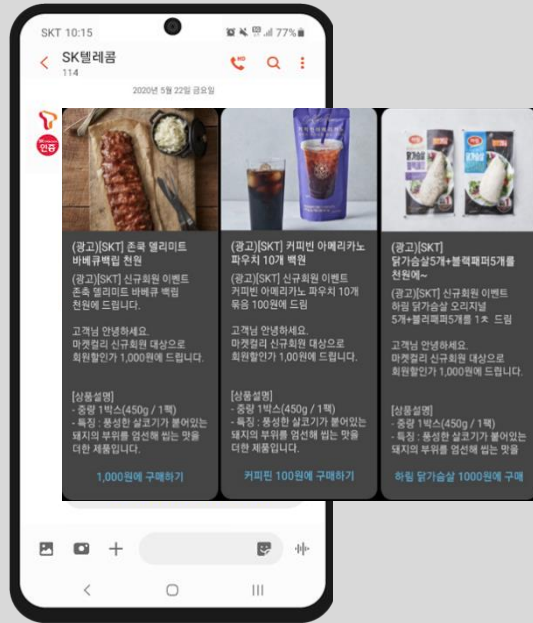 SKT 10:15
77%
SK텔레콤
114
HD
2020년 5월 22일 금요일
인증
(광고)[SKT] 존쿡 델리미트
바베큐백립 천원
(광고)[SKT] 신규회원 이벤트
존쿡 델리미트 바베큐 백립
천원에 드립니다.
고객님 안녕하세요.
마켓컬리 신규회원 대상으로
회원할인가 1,000원에 드립니다.
[상품설명]
- 중량 1박스(450g / 1팩)
- 특징 : 풍성한 살코기가 붙어있는
돼지의 부위를 엄선해 씹는 맛을
더한 제품입니다.
1,000원에 구매하기
(광고)[SKT] 커피빈 아메리카노
파우치 10개 백원
(광고)[SKT] 신규회원 이벤트
커피빈 아메리카노 파우치 10개
묶음 100원에 드림
고객님 안녕하세요.
마켓컬리 신규회원 대상으로
회원할인가 1,00원에 드립니다.
[상품설명]
- 중량 1박스(450g / 1팩)
- 특징 : 풍성한 살코기가 붙어있는
돼지의 부위를 엄선해 씹는 맛을
더한 제품입니다.
커피핀 100원에 구매하기
(광고)[SKT]
닭가슴살5개+블랙패퍼5개를
천원에~
(광고)[SKT] 신규회원 이벤트
하림 닭가슴살 오리지널
5개+블러패퍼5개를 1ㅊ 드림
고객님 안녕하세요.
마켓컬리 신규회원 대상으로
회원할인가 1,000원에 드립니다.
[상품설명]
- 중량 1박스(450g / 1팩)
- 특징 : 풍성한 살코기가 붙어있는
돼지의 부위를 엄선해 씹는 맛을
하림 닭가슴살 1000원에 구매